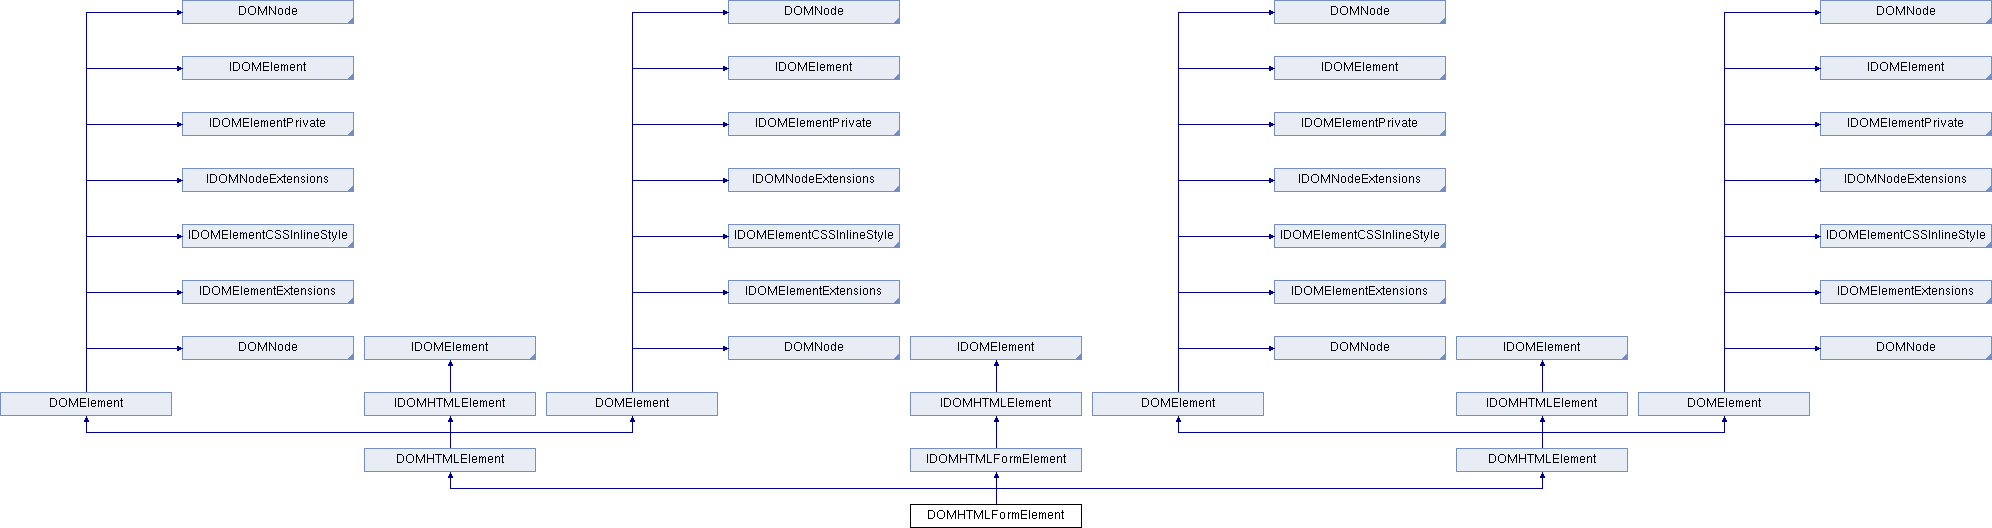 DOMNode DOMNode DOMNode DOMNode
IDOMElement IDOMElement IDOMElement IDOMElement
IDOMElementPrivate IDOMElementPrivate IDOMElementPrivate IDOMElementPrivate
IDOMNodeExtensions IDOMNodeExtensions IDOMNodeExtensions IDOMNodeExtensions
IDOMElementCSSInlineStyle IDOMElementCSSInlineStyle IDOMElementCSSInlineStyle IDOMElementCSSInlineStyle
IDOMElementExtensions IDOMElementExtensions IDOMElementExtensions IDOMElementExtensions
DOMNode IDOMElement DOMNode IDOMElement DOMNode IDOMElement DOMNode
DOMElement IDOMHTMLElement DOMElement IDOMHTMLElement DOMElement IDOMHTMLElement DOMElement
DOMHTMLElement IDOMHTMLFormElement DOMHTMLElement
DOMHTMLFormElement